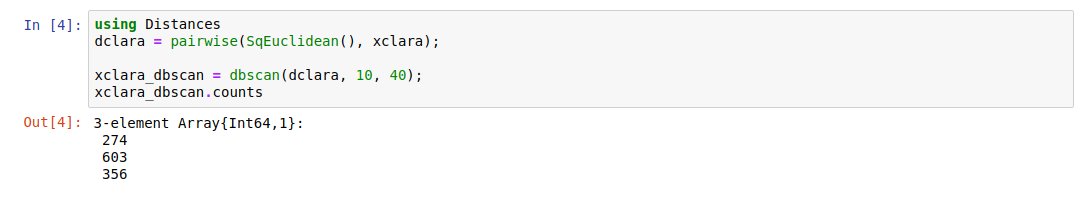 In [4]: using Distances
dclara = pairwise(SqEuclidean(), xclara);
xclara_dbscan = dbscan(dclara, 10, 40);
xclara_dbscan.counts
Out[4]: 3-element Array{Int64,1}:
274
603
356